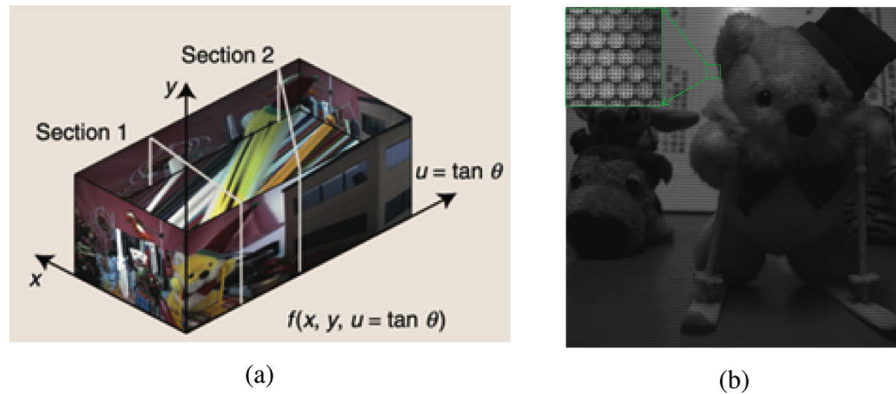 Section 2
y
Section 1
u = tan θ
x
f(x, y, u = tan θ)
(a)
(b)